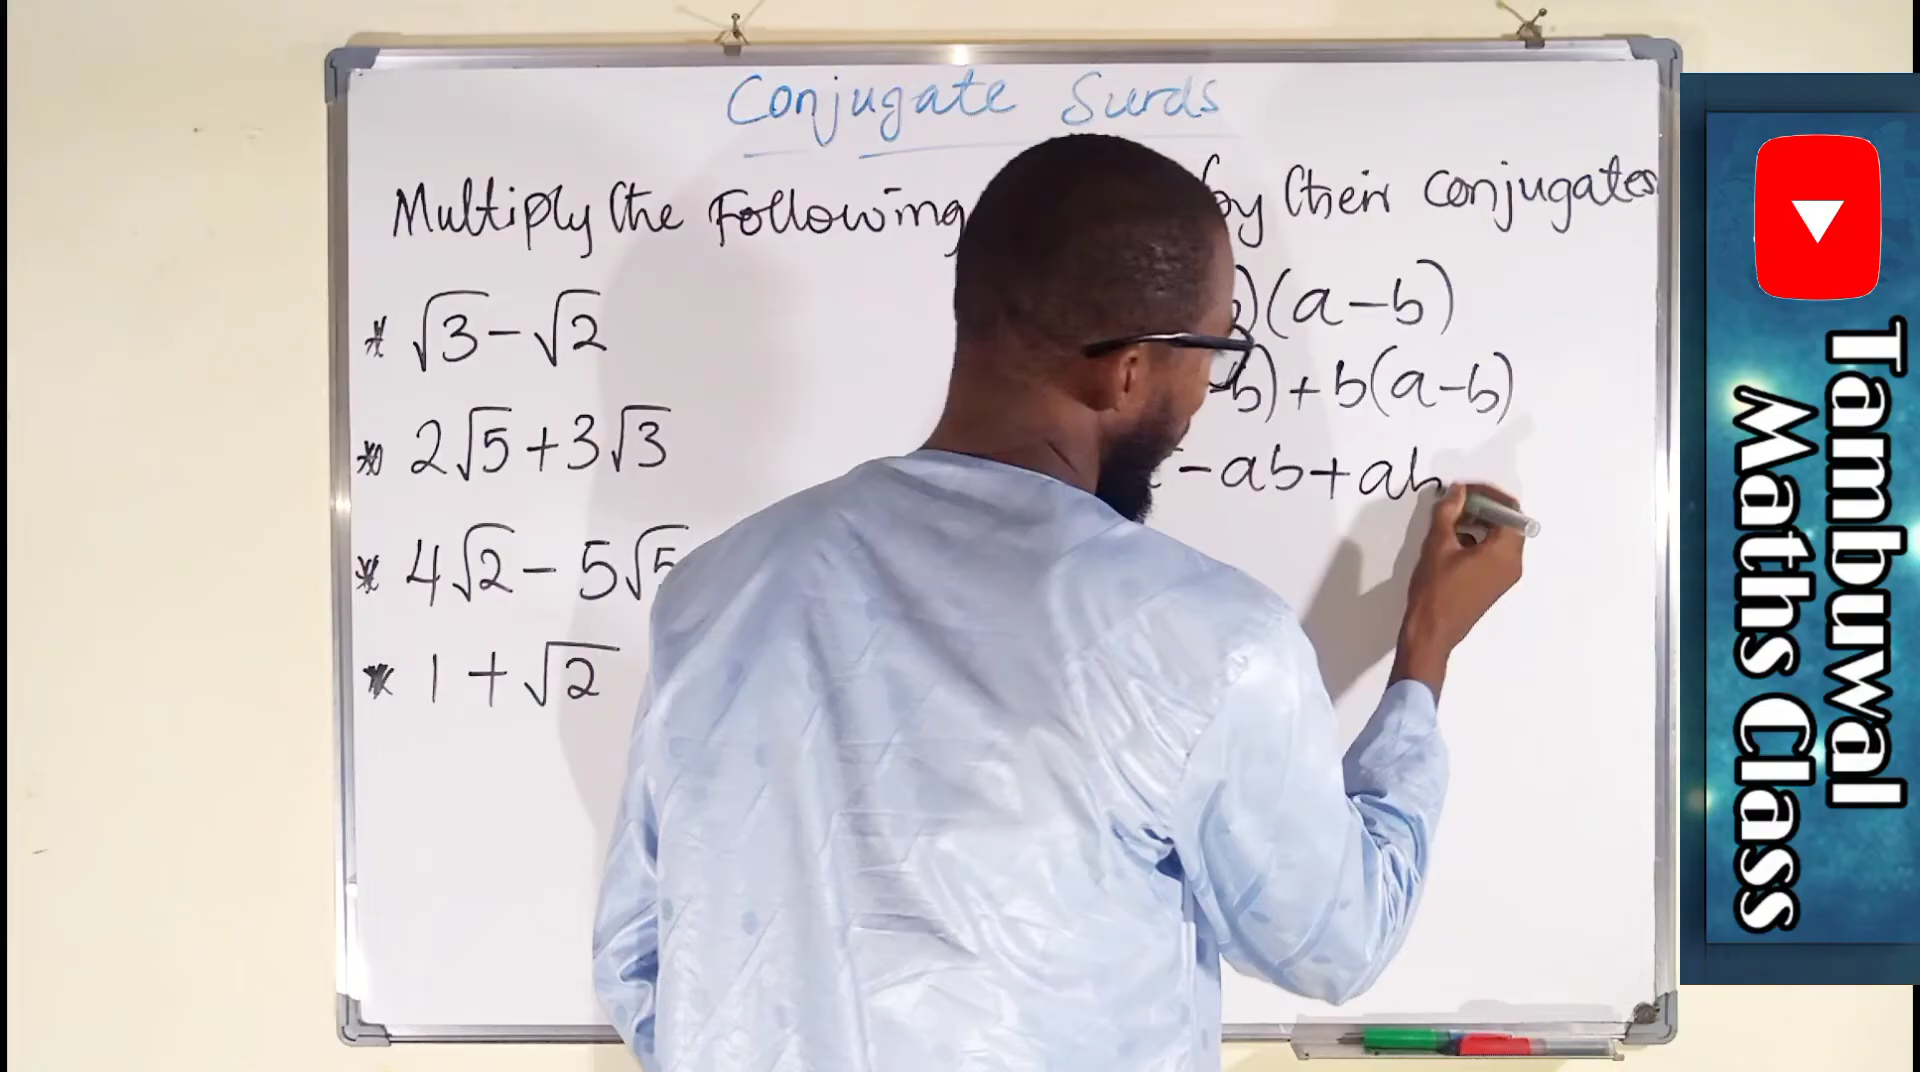 Conjugate Surds
Multiply the Following by their Conjugates
* √3 - √2
* 2√5 + 3√3
* 4√2 - 5√5
* 1 + √2
)(a - b)
-b) + b(a - b)
- ab + ab
Tambuwal
Maths Class